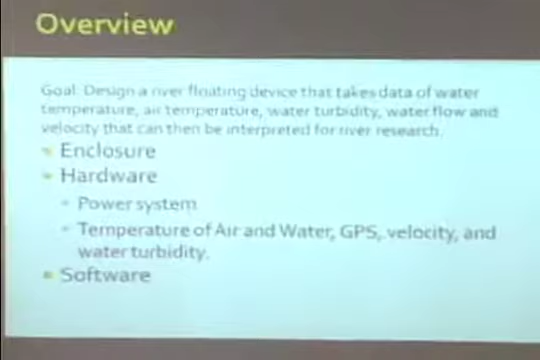 Overview
Goal: Design a river floating device that takes data of water
temperature, air temperature, water turbidity, water flow and
velocity that can then be interpreted for river research.
Enclosure
Hardware
Power system
Temperature of Air and Water, GPS, velocity, and
water turbidity.
Software